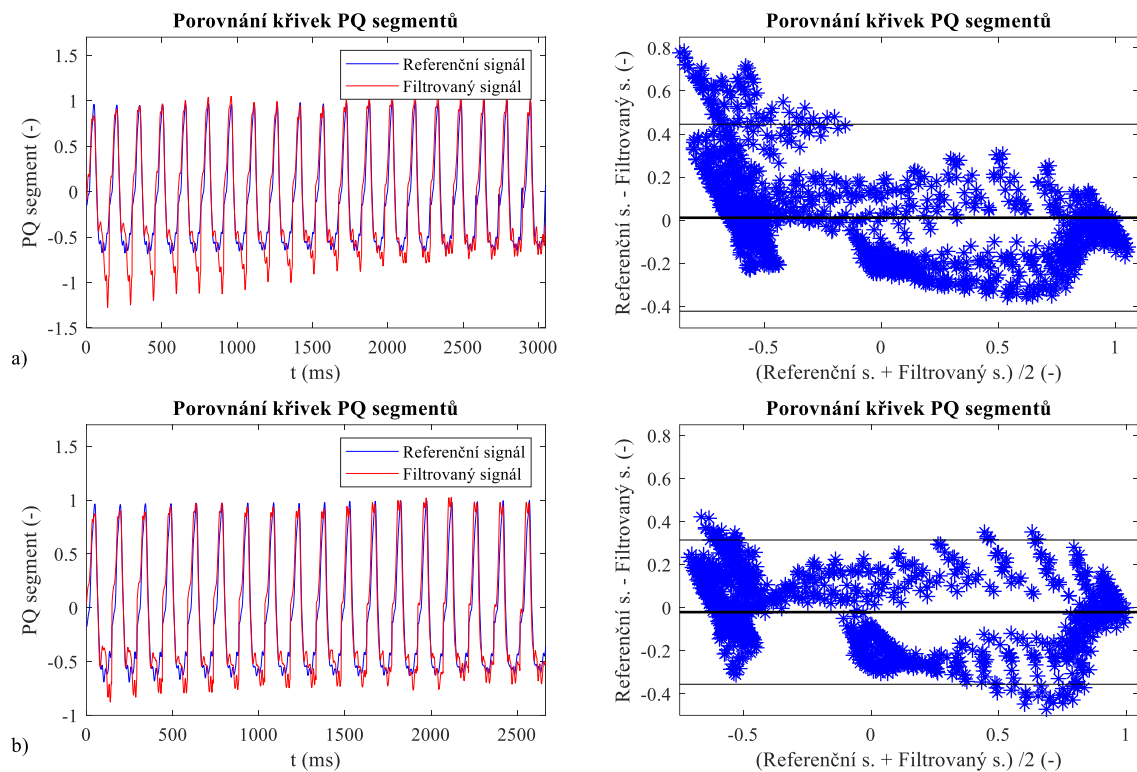 Porovnání křivek PQ segmentů
1.5
1
0.5
0
-0.5
-1
-1.5
PQ segment (-)
Referenční signál
Filtrovaný signál
0
500
1000
1500
2000
2500
3000
t (ms)
a)
Porovnání křivek PQ segmentů
0.8
0.6
0.4
0.2
0
-0.2
-0.4
Referenční s. - Filtrovaný s. (-)
-0.5
0
0.5
1
(Referenční s. + Filtrovaný s.) /2 (-)
Porovnání křivek PQ segmentů
1.5
1
0.5
0
-0.5
-1
PQ segment (-)
Referenční signál
Filtrovaný signál
0
500
1000
1500
2000
2500
t (ms)
b)
Porovnání křivek PQ segmentů
0.8
0.6
0.4
0.2
0
-0.2
-0.4
Referenční s. - Filtrovaný s. (-)
-0.5
0
0.5
1
(Referenční s. + Filtrovaný s.) /2 (-)